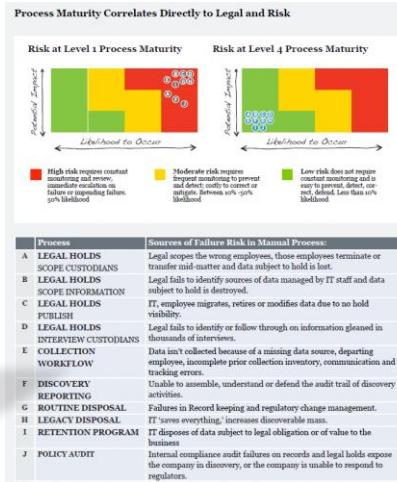 Process Maturity Correlates Directly to Legal and Risk
Risk at Level 1 Process Maturity
Risk at Level 4 Process Maturity
Potential Impact
Likelihood to Occur
Potential Impact
Likelihood to Occur
High risk requires constant
monitoring and review,
immediate escalation on
failure or impending failure.
50% likelihood
Moderate risk requires
frequent monitoring to prevent
and detect; costly to correct or
mitigate. Between 10% -50%
likelihood
Low risk does not require
constant monitoring and is
easy to prevent, detect, cor-
rect, defend. Less than 10%
likelihood
Process Sources of Failure Risk in Manual Process:
A LEGAL HOLDS Legal scopes the wrong employees, those employees terminate or
SCOPE CUSTODIANS transfer mid-matter and data subject to hold is lost.
B LEGAL HOLDS Legal fails to identify sources of data managed by IT staff and data
SCOPE INFORMATION subject to hold is destroyed.
C LEGAL HOLDS IT, employee migrates, retires or modifies data due to no hold
PUBLISH visibility.
D LEGAL HOLDS Legal fails to identify or follow through on information gleaned in
INTERVIEW CUSTODIANS thousands of interviews.
E COLLECTION Data isn't collected because of a missing data source, departing
WORKFLOW employee, incomplete prior collection inventory, communication and
tracking errors.
F DISCOVERY Unable to assemble, understand or defend the audit trail of discovery
REPORTING activities.
G ROUTINE DISPOSAL Failures in Record keeping and regulatory change management.
H LEGACY DISPOSAL IT 'saves everything,' increases discoverable mass.
I RETENTION PROGRAM IT disposes of data subject to legal obligation or of value to the
business
J POLICY AUDIT Internal compliance audit failures on records and legal holds expose
the company in discovery, or the company is unable to respond to
regulators.